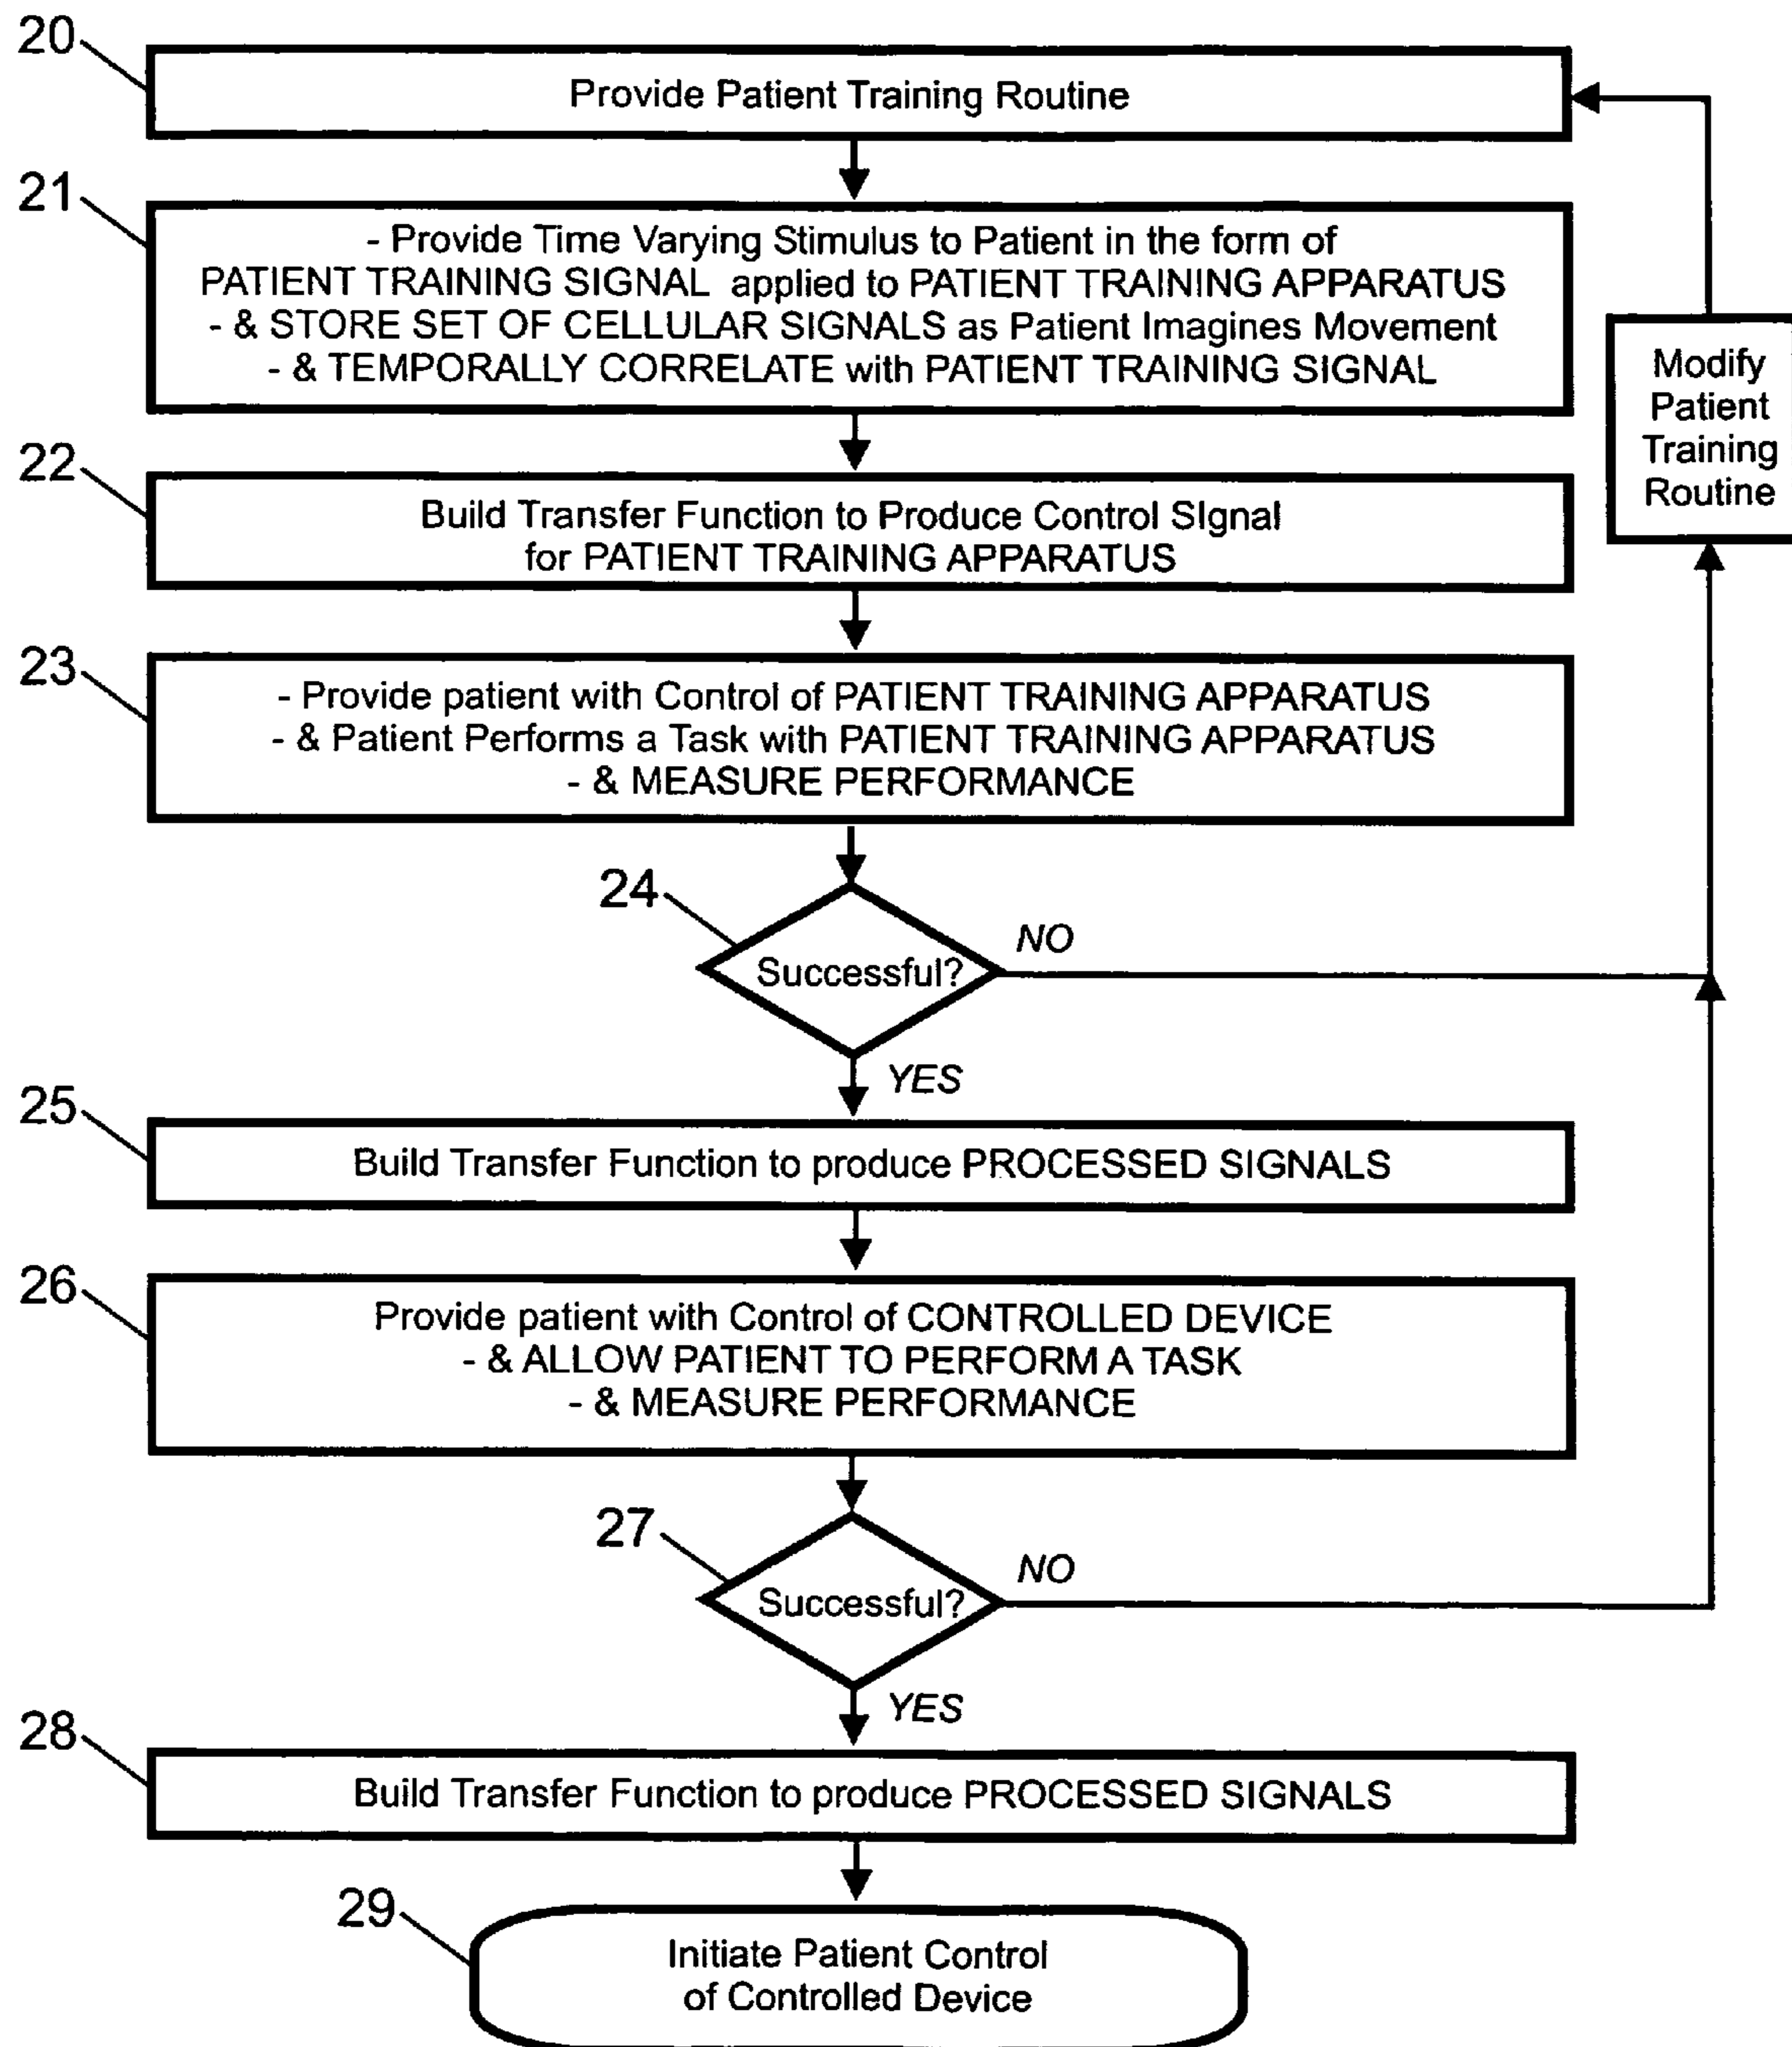 20
Provide Patient Training Routine
21
- Provide Time Varying Stimulus to Patient in the form of
PATIENT TRAINING SIGNAL applied to PATIENT TRAINING APPARATUS
- & STORE SET OF CELLULAR SIGNALS as Patient Imagines Movement
- & TEMPORALLY CORRELATE with PATIENT TRAINING SIGNAL
Modify
Patient
Training
Routine
22
Build Transfer Function to Produce Control SIgnal
for PATIENT TRAINING APPARATUS
23
- Provide patient with Control of PATIENT TRAINING APPARATUS
- & Patient Performs a Task with PATIENT TRAINING APPARATUS
- & MEASURE PERFORMANCE
24
Successful?
NO
YES
25
Build Transfer Function to produce PROCESSED SIGNALS
26
Provide patient with Control of CONTROLLED DEVICE
- & ALLOW PATIENT TO PERFORM A TASK
- & MEASURE PERFORMANCE
27
Successful?
NO
YES
28
Build Transfer Function to produce PROCESSED SIGNALS
29
Initiate Patient Control
of Controlled Device